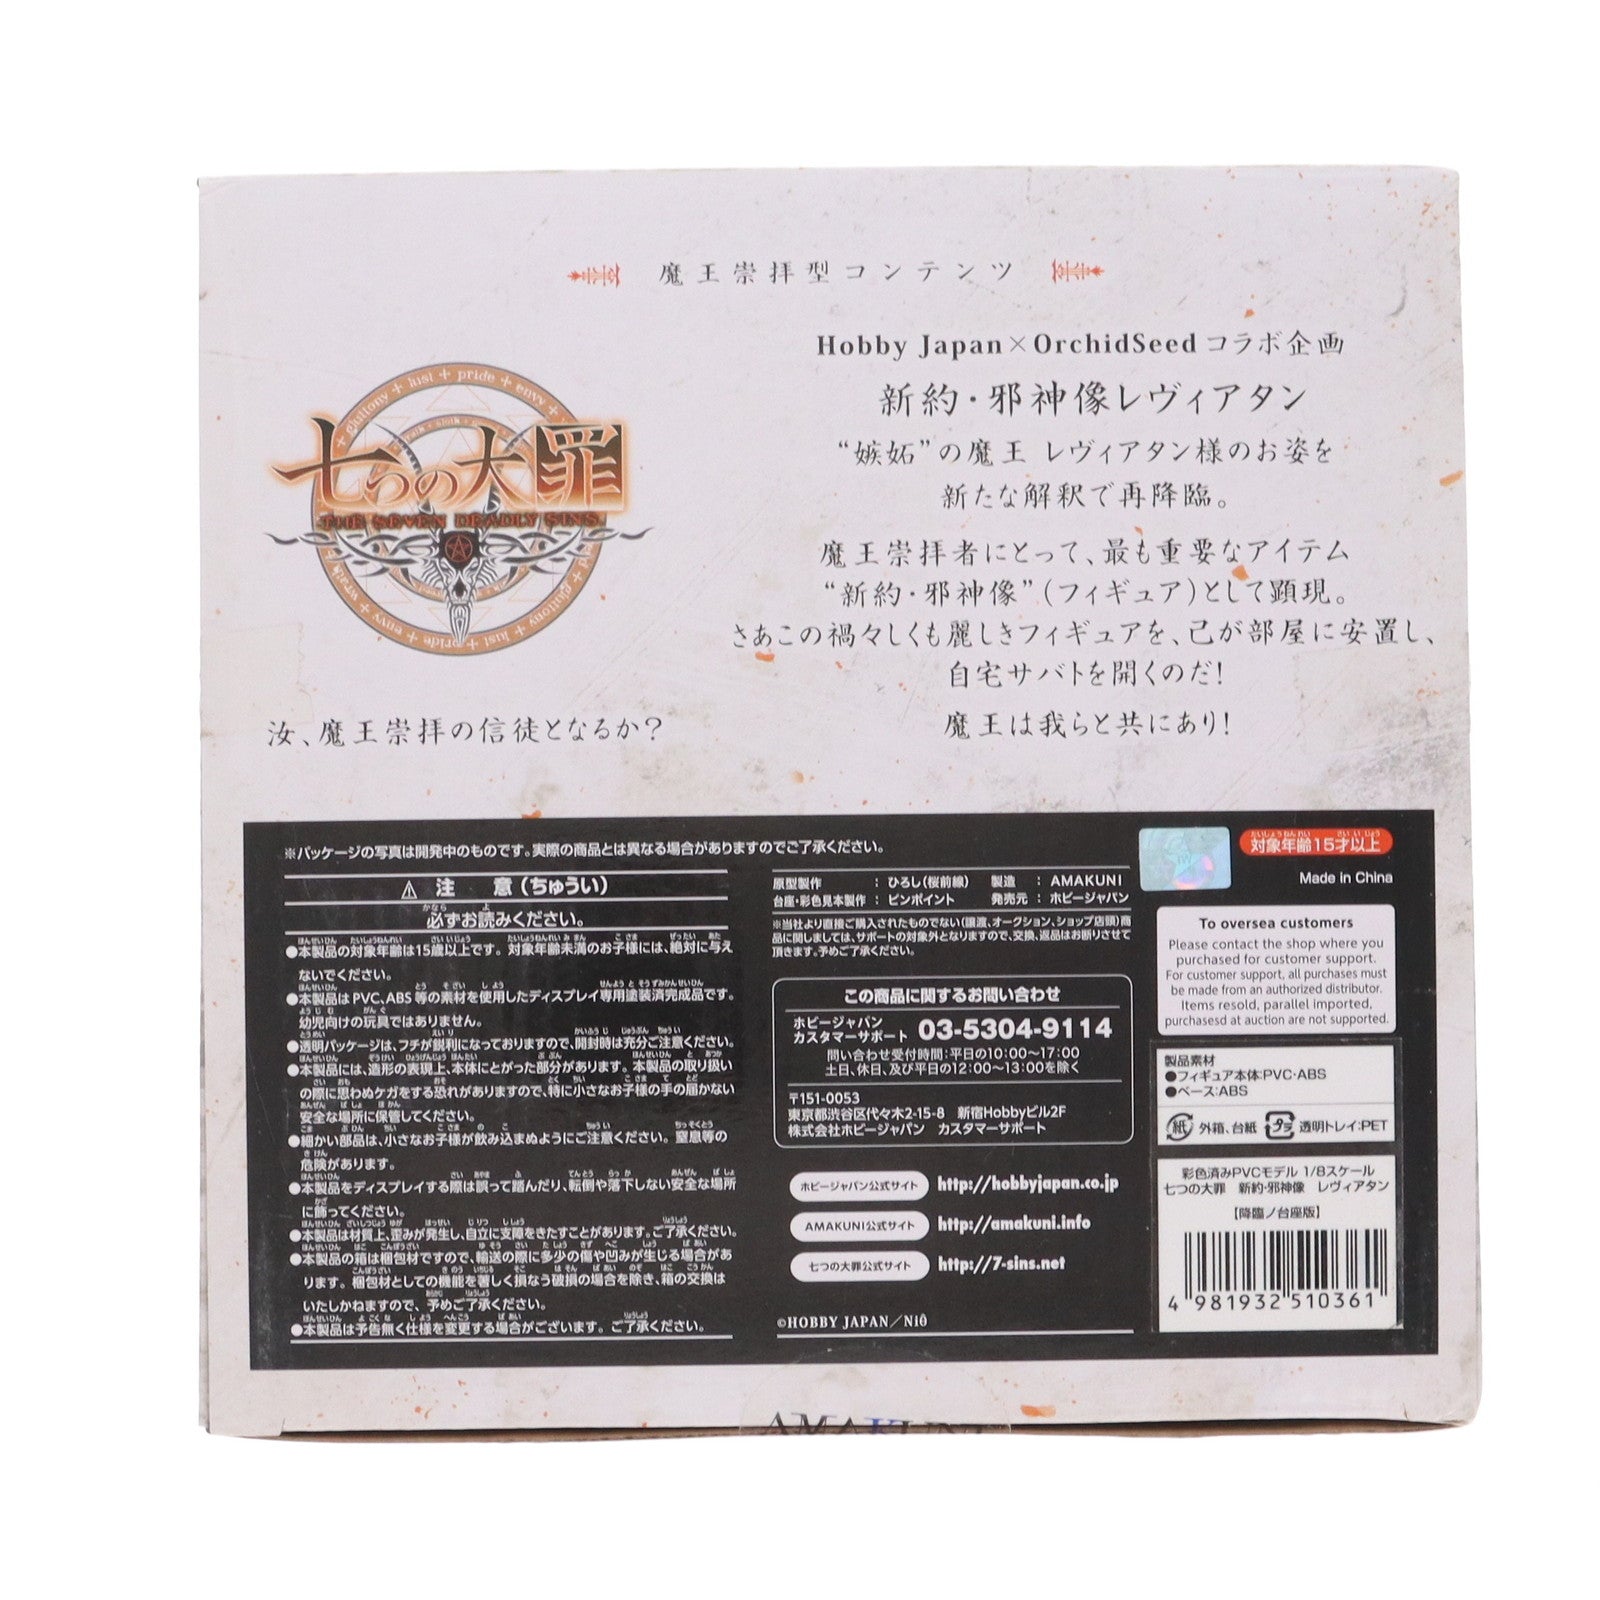 魔王崇拝型コンテンツ
七つの大罪
THE SEVEN DEADLY SINS
汝、魔王崇拝の信徒となるか？
Hobby Japan×OrchidSeed コラボ企画
新約・邪神像レヴィアタン
“嫉妬”の魔王 レヴィアタン様のお姿を
新たな解釈で再降臨。
魔王崇拝者にとって、最も重要なアイテム
“新約・邪神像”（フィギュア）として顕現。
さあこの禍々しくも麗しきフィギュアを、己が部屋に安置し、
自宅サバトを開くのだ！
魔王は我らと共にあり！
※パッケージの写真は開発中のものです。実際の商品とは異なる場合がありますのでご了承ください。
⚠ 注 意（ちゅうい）
必ずお読みください。
●本製品の対象年齢は15歳以上です。対象年齢未満のお子様には、絶対に与え
ないでください。
●本製品はPVC、ABS等の素材を使用したディスプレイ専用塗装済完成品です。
幼児向けの玩具ではありません。
●透明パッケージは、フチが鋭利になっておりますので、開封時は充分ご注意ください。
●本製品には、造形の表現上、本体にとがった部分があります。本製品の取り扱い
の際に思わぬケガをする恐れがありますので、特に小さなお子様の手の届かない
安全な場所に保管してください。
●細かい部品は、小さなお子様が飲み込まぬようにご注意ください。窒息等の
危険があります。
●本製品をディスプレイする際は誤って踏んだり、転倒や落下しない安全な場所
に飾ってください。
●本製品は材質上、歪みが発生し、自立に支障をきたすことがあります。ご了承ください。
●本製品の箱は梱包材ですので、輸送の際に多少の傷や凹みが生じる場合があ
ります。梱包材としての機能を著しく損なう破損の場合を除き、箱の交換は
いたしかねますので、予めご了承ください。
●本製品は予告無く仕様を変更する場合がございます。ご了承ください。
原型製作 ： ひろし（桜前線） 製造 ： AMAKUNI
台座・彩色見本製作 ： ピンポイント 発売元 ： ホビージャパン
※当社より直接ご購入されたものでない（譲渡、オークション、ショップ店頭）商
品に関しましては、サポートの対象外となりますので、交換、返品はお断りさせて
頂きます。予めご了承ください。
この商品に関するお問い合わせ
ホビージャパン
カスタマーサポート 03-5304-9114
問い合わせ受付時間：平日の10：00～17：00
土日、休日、及び平日の12：00～13：00を除く
〒151-0053
東京都渋谷区代々木2-15-8 新宿Hobbyビル2F
株式会社ホビージャパン カスタマーサポート
ホビージャパン公式サイト http://hobbyjapan.co.jp
AMAKUNI公式サイト http://amakuni.info
七つの大罪公式サイト http://7-sins.net
©HOBBY JAPAN／Niθ
対象年齢15才以上
Made in China
To oversea customers
Please contact the shop where you
purchased for customer support.
For customer support, all purchases must
be made from an authorized distributor.
Items resold, parallel imported,
purchasesd at auction are not supported.
製品素材
●フィギュア本体：PVC・ABS
●ベース：ABS
紙 外箱、台紙 プラ 透明トレイ：PET
彩色済みPVCモデル 1/8スケール
七つの大罪 新約・邪神像 レヴィアタン
【降臨ノ台座版】
4 981932 510361
AMAKUNI